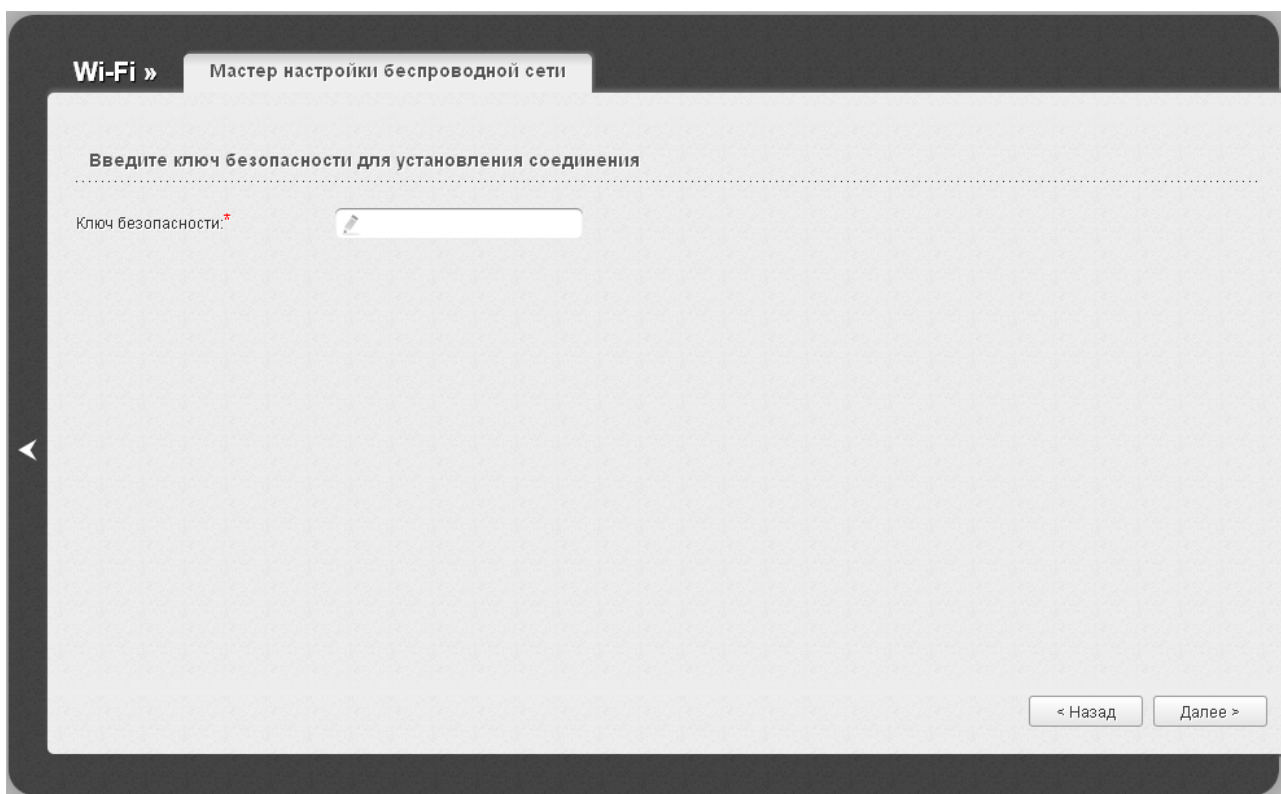 Wi-Fi » Мастер настройки беспроводной сети
Введите ключ безопасности для установления соединения
Ключ безопасности:*
< Назад Далее >